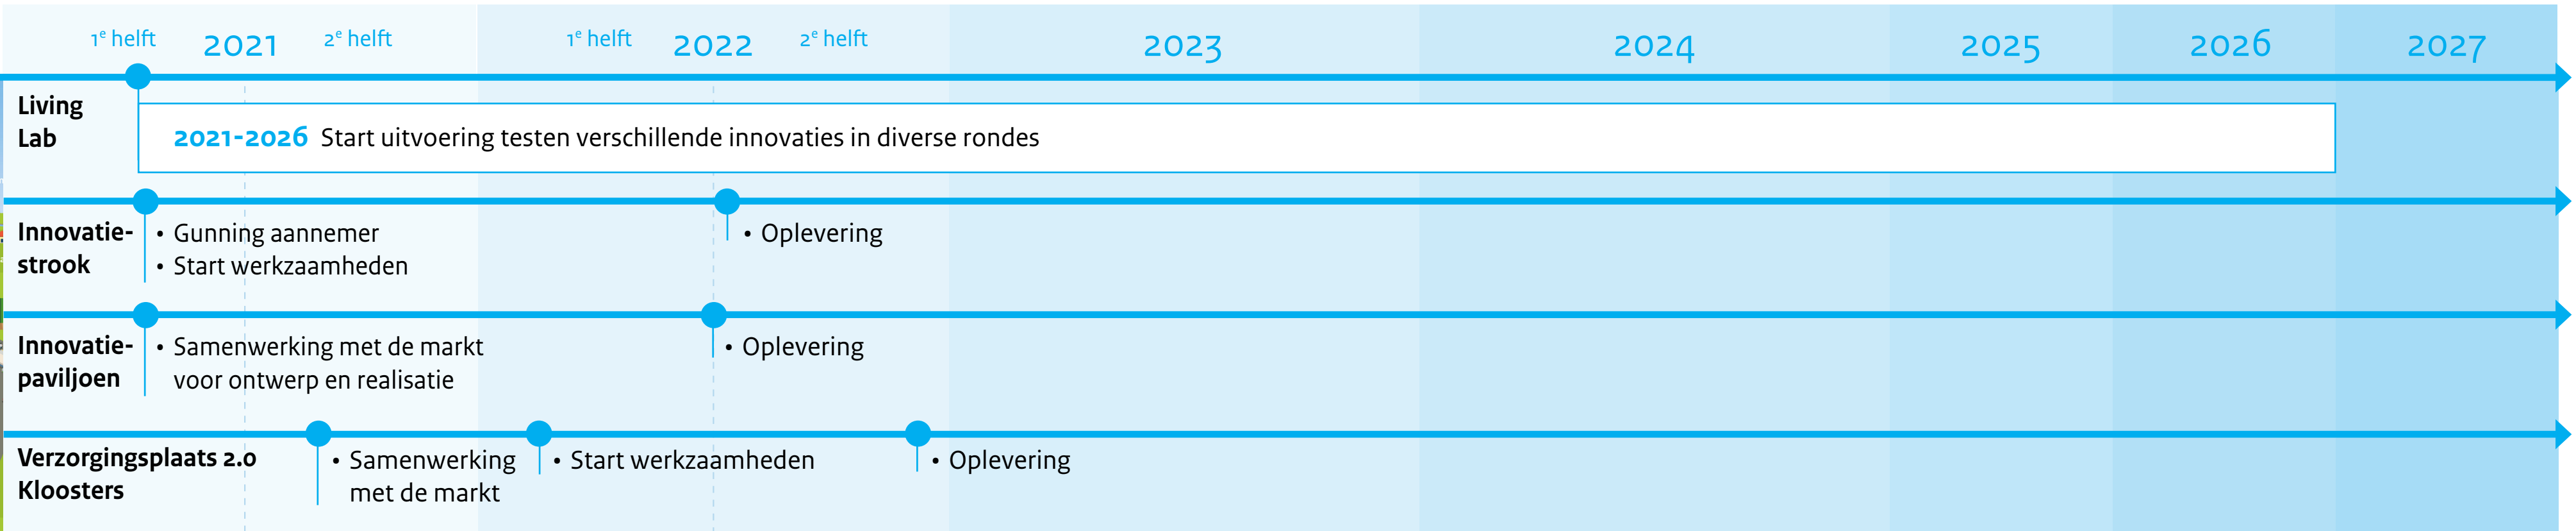 1e helft 2021 2e helft 1e helft 2022 2e helft 2023 2024 2025 2026 2027
Living
Lab
2021-2026 Start uitvoering testen verschillende innovaties in diverse rondes
Innovatie-
strook
• Gunning aannemer
• Start werkzaamheden
• Oplevering
Innovatie-
paviljoen
• Samenwerking met de markt
voor ontwerp en realisatie
• Oplevering
Verzorgingsplaats 2.0
Kloosters
• Samenwerking
met de markt
• Start werkzaamheden
• Oplevering